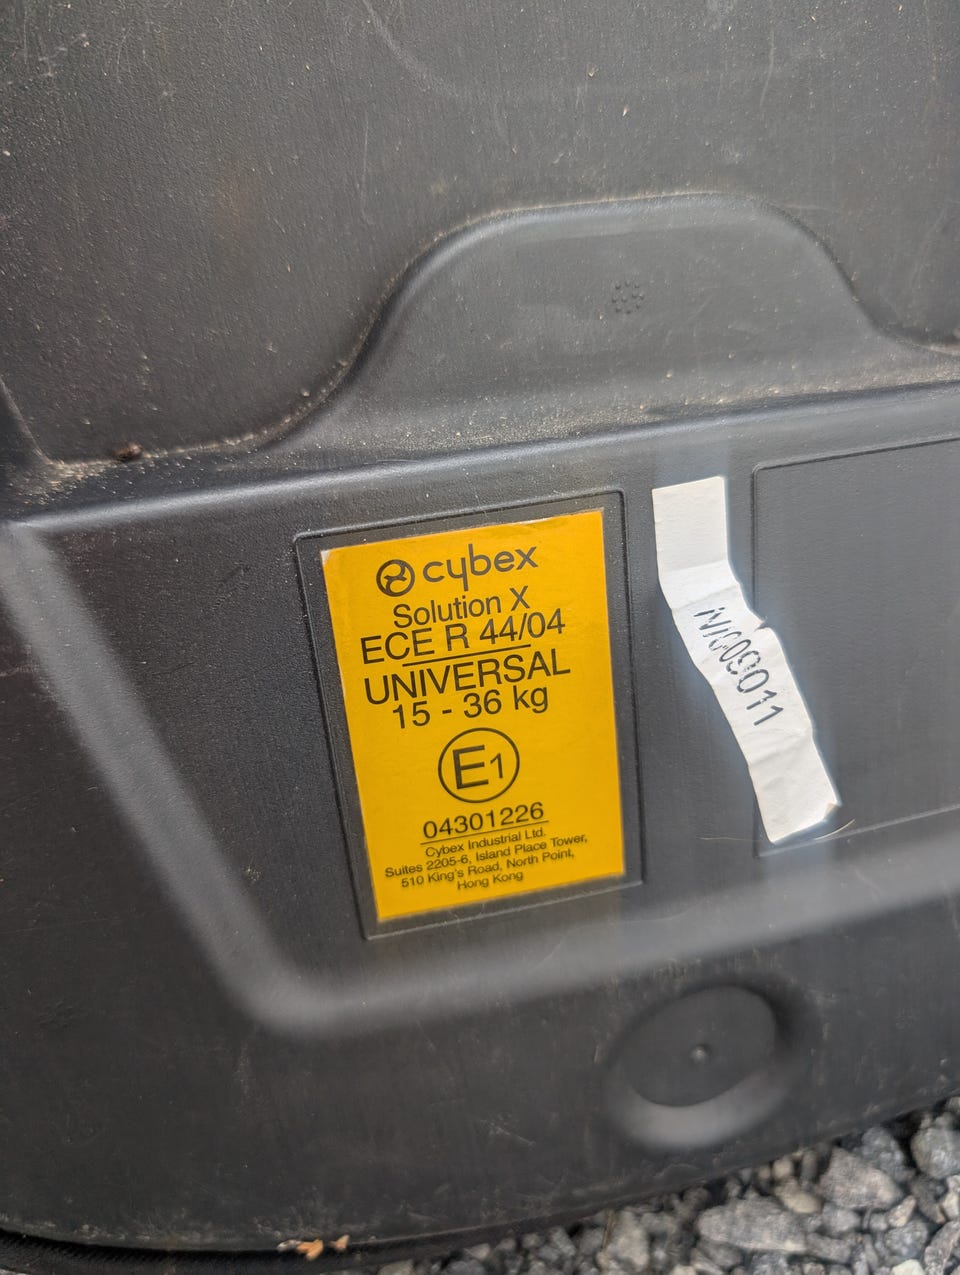 cybex
Solution X
ECE R 44/04
UNIVERSAL
15 - 36 kg
E1
04301226
Cybex Industrial Ltd.
Suites 2205-6, Island Place Tower,
510 King's Road, North Point,
Hong Kong